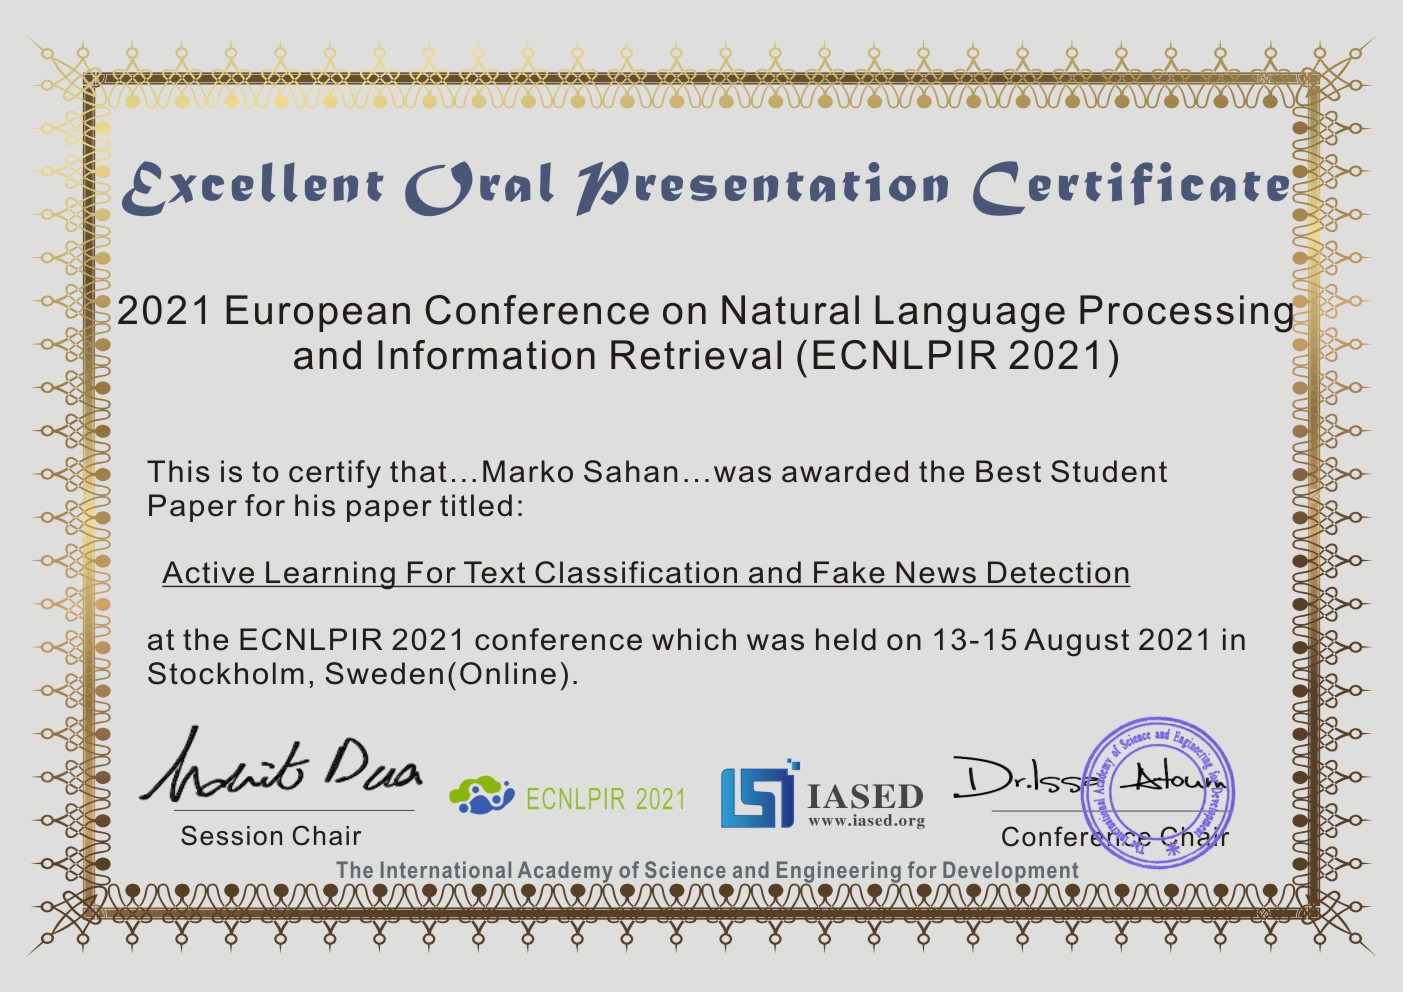 Excellent Oral Presentation Certificate
2021 European Conference on Natural Language Processing
and Information Retrieval (ECNLPIR 2021)
This is to certify that...Marko Sahan...was awarded the Best Student
Paper for his paper titled:
Active Learning For Text Classification and Fake News Detection
at the ECNLPIR 2021 conference which was held on 13-15 August 2021 in
Stockholm, Sweden(Online).
Mohit Dua
Session Chair
ECNLPIR 2021
IASED
www.iased.org
Dr.Issa Atoum
Conference Chair
The International Academy of Science and Engineering for Development
The International Academy of Science and Engineering for Development